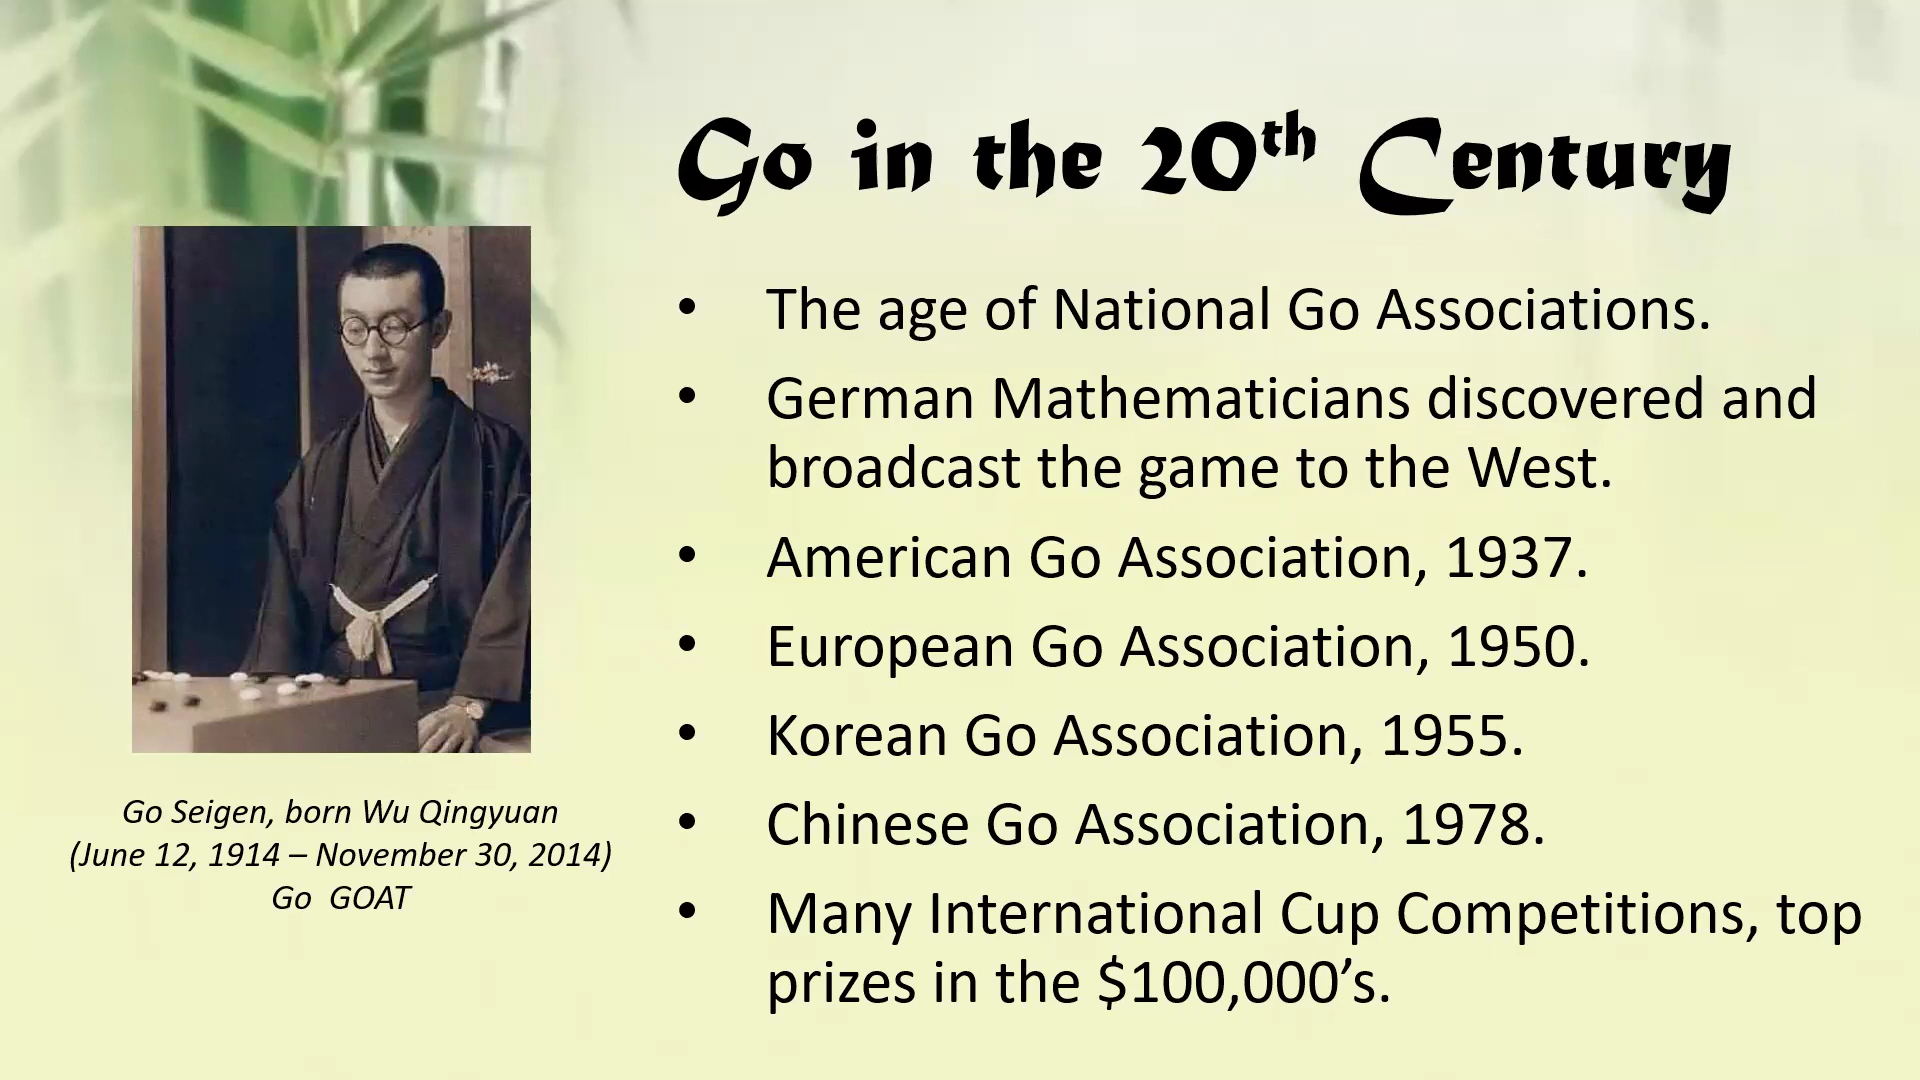 Go in the 20th Century
• The age of National Go Associations.
• German Mathematicians discovered and
broadcast the game to the West.
• American Go Association, 1937.
• European Go Association, 1950.
• Korean Go Association, 1955.
• Chinese Go Association, 1978.
• Many International Cup Competitions, top
prizes in the $100,000’s.
Go Seigen, born Wu Qingyuan
(June 12, 1914 – November 30, 2014)
Go  GOAT